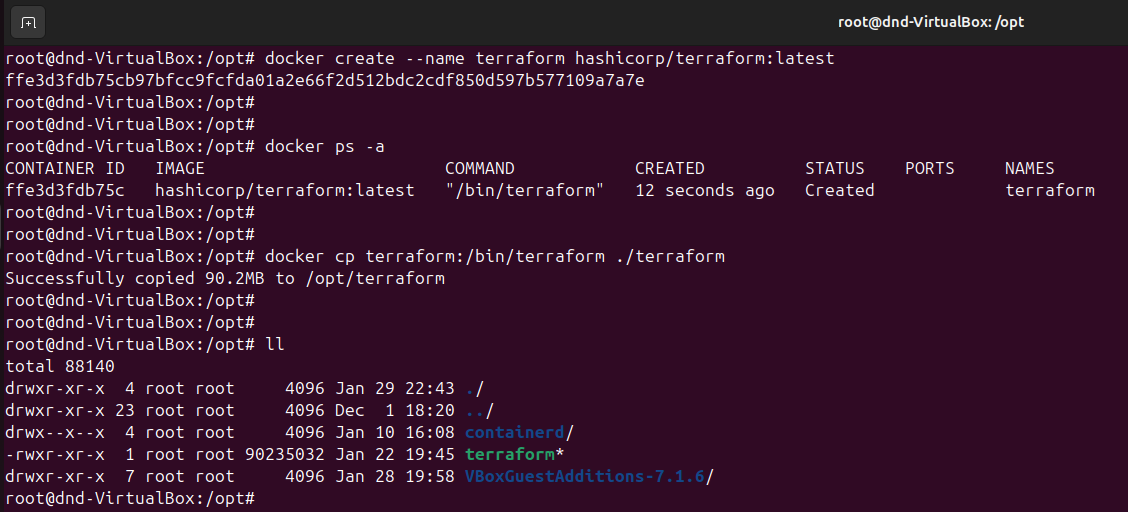 root@dnd-VirtualBox: /opt
root@dnd-VirtualBox:/opt# docker create --name terraform hashicorp/terraform:latest
ffe3d3fdb75cb97bfcc9fcfda01a2e66f2d512bdc2cdf850d597b577109a7a7e
root@dnd-VirtualBox:/opt#
root@dnd-VirtualBox:/opt#
root@dnd-VirtualBox:/opt# docker ps -a
CONTAINER ID   IMAGE                        COMMAND            CREATED          STATUS    PORTS     NAMES
ffe3d3fdb75c   hashicorp/terraform:latest   "/bin/terraform"   12 seconds ago   Created             terraform
root@dnd-VirtualBox:/opt#
root@dnd-VirtualBox:/opt#
root@dnd-VirtualBox:/opt# docker cp terraform:/bin/terraform ./terraform
Successfully copied 90.2MB to /opt/terraform
root@dnd-VirtualBox:/opt#
root@dnd-VirtualBox:/opt#
root@dnd-VirtualBox:/opt# ll
total 88140
drwxr-xr-x  4 root root     4096 Jan 29 22:43 ./
drwxr-xr-x 23 root root     4096 Dec  1 18:20 ../
drwx--x--x  4 root root     4096 Jan 10 16:08 containerd/
-rwxr-xr-x  1 root root 90235032 Jan 22 19:45 terraform*
drwxr-xr-x  7 root root     4096 Jan 28 19:58 VBoxGuestAdditions-7.1.6/
root@dnd-VirtualBox:/opt#